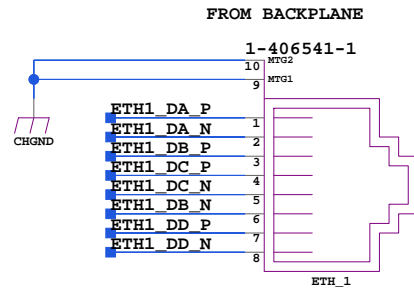 FROM BACKPLANE
1-406541-1
10 MTG2
9 MTG1
CHGND
ETH1_DA_P 1
ETH1_DA_N 2
ETH1_DB_P 3
ETH1_DC_P 4
ETH1_DC_N 5
ETH1_DB_N 6
ETH1_DD_P 7
ETH1_DD_N 8
ETH_1